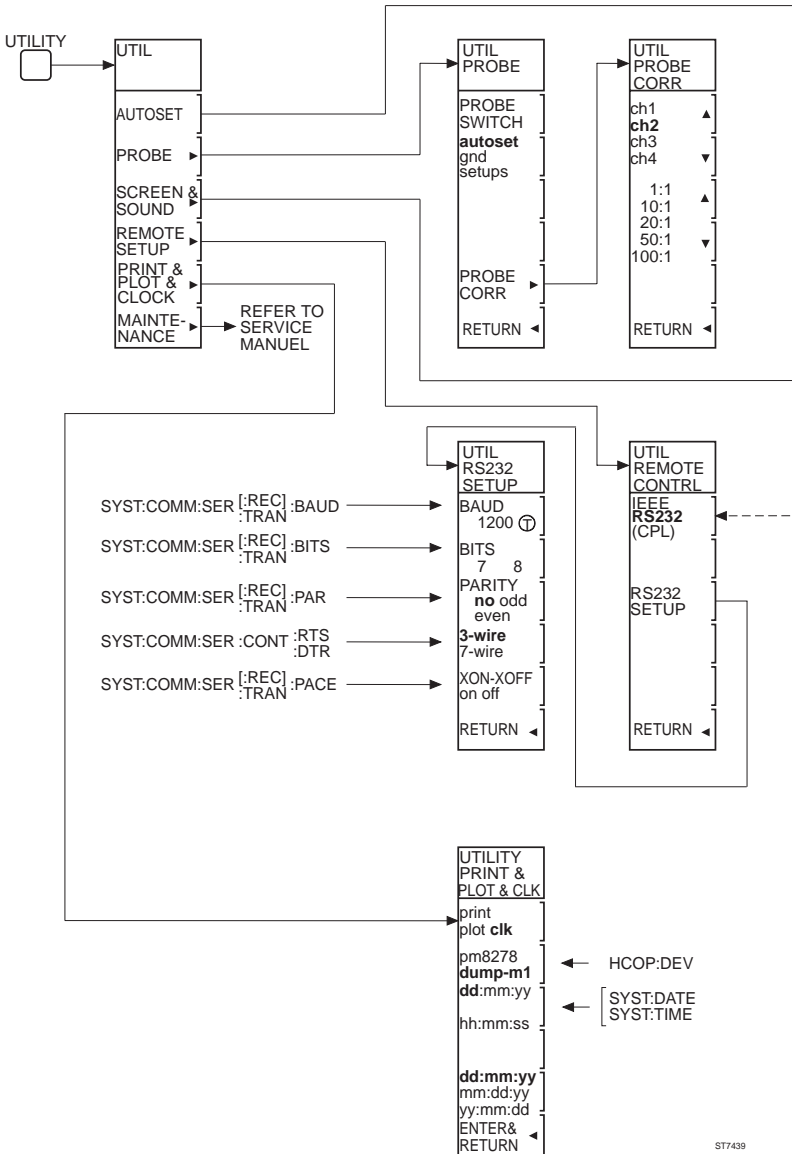 UTILITY
UTIL
AUTOSET
PROBE ▸
SCREEN &
SOUND ▸
REMOTE
SETUP ▸
PRINT &
PLOT &
CLOCK ▸
MAINTE-
NANCE ▸
REFER TO
SERVICE
MANUEL
UTIL
PROBE
PROBE
SWITCH
autoset
gnd
setups
PROBE
CORR ▸
RETURN ◂
UTIL
PROBE
CORR
ch1 ▴
ch2
ch3
ch4 ▾
1:1 ▴
10:1
20:1
50:1 ▾
100:1
RETURN ◂
SYST:COMM:SER [:REC] :TRAN :BAUD
SYST:COMM:SER [:REC] :TRAN :BITS
SYST:COMM:SER [:REC] :TRAN :PAR
SYST:COMM:SER :CONT :RTS :DTR
SYST:COMM:SER [:REC] :TRAN :PACE
UTIL
RS232
SETUP
BAUD
1200 Ⓣ
BITS
7 8
PARITY
no odd
even
3-wire
7-wire
XON-XOFF
on off
RETURN ◂
UTIL
REMOTE
CONTRL
IEEE
RS232
(CPL)
RS232
SETUP
RETURN ◂
UTILITY
PRINT &
PLOT & CLK
print
plot clk
pm8278
dump-m1
dd:mm:yy
hh:mm:ss
dd:mm:yy
mm:dd:yy
yy:mm:dd
ENTER&
RETURN ◂
HCOP:DEV
SYST:DATE
SYST:TIME
ST7439